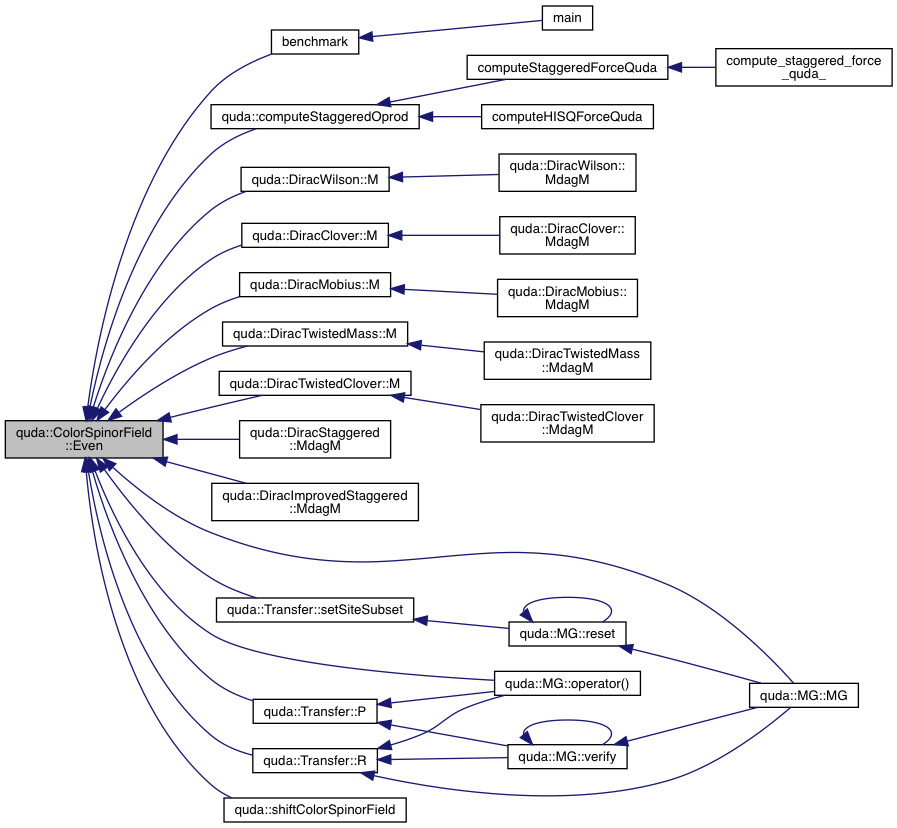 main
benchmark
computeStaggeredForceQuda
compute_staggered_force
_quda_
quda::computeStaggeredOprod
computeHISQForceQuda
quda::DiracWilson::M
quda::DiracWilson::
MdagM
quda::DiracClover::M
quda::DiracClover::
MdagM
quda::DiracMobius::M
quda::DiracMobius::
MdagM
quda::DiracTwistedMass::M
quda::DiracTwistedMass
::MdagM
quda::DiracTwistedClover::M
quda::DiracTwistedClover
::MdagM
quda::ColorSpinorField
::Even
quda::DiracStaggered
::MdagM
quda::DiracImprovedStaggered
::MdagM
quda::Transfer::setSiteSubset
quda::MG::reset
quda::MG::operator()
quda::MG::MG
quda::Transfer::P
quda::Transfer::R
quda::MG::verify
quda::shiftColorSpinorField